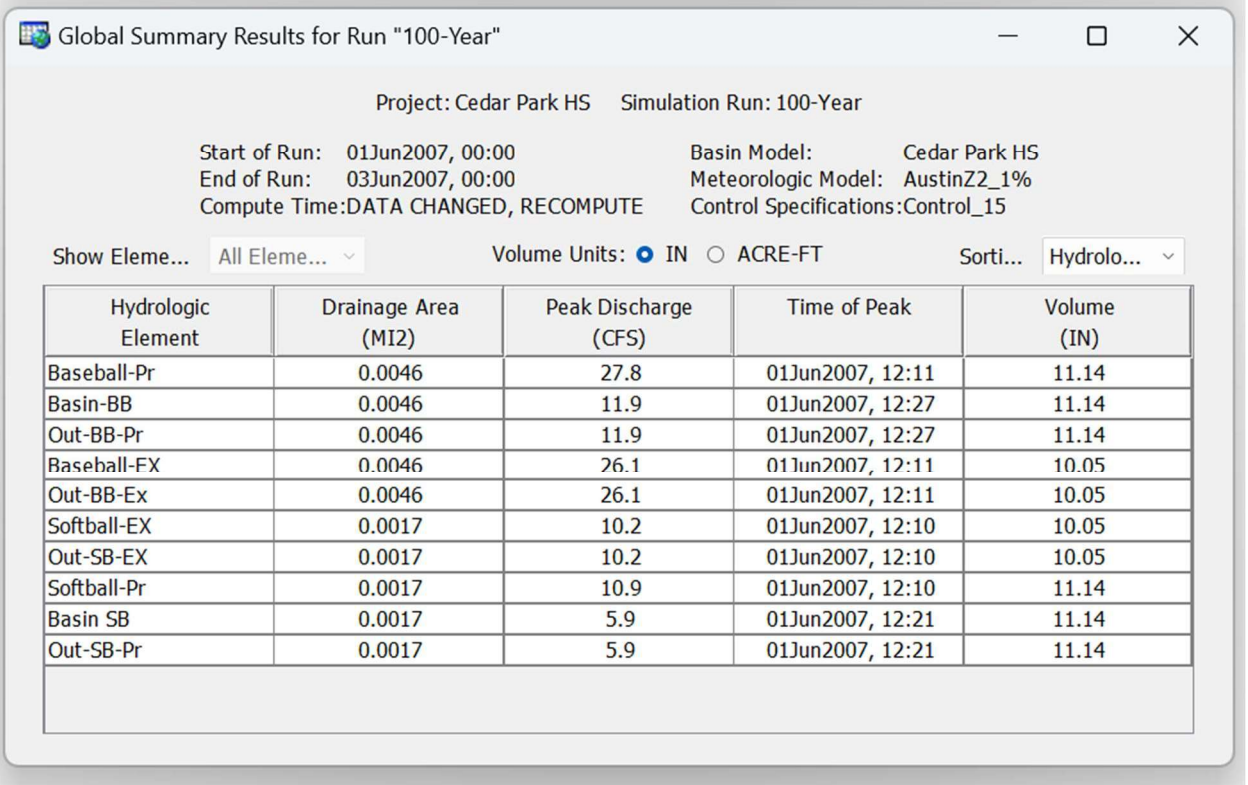 Global Summary Results for Run "100-Year"
Project: Cedar Park HS Simulation Run: 100-Year
Start of Run: 01Jun2007, 00:00 Basin Model: Cedar Park HS
End of Run: 03Jun2007, 00:00 Meteorologic Model: AustinZ2_1%
Compute Time:DATA CHANGED, RECOMPUTE Control Specifications:Control_15
Show Eleme... All Eleme... Volume Units: IN ACRE-FT Sorti... Hydrolo...
Hydrologic Drainage Area Peak Discharge Time of Peak Volume
Element (MI2) (CFS) (IN)
Baseball-Pr 0.0046 27.8 01Jun2007, 12:11 11.14
Basin-BB 0.0046 11.9 01Jun2007, 12:27 11.14
Out-BB-Pr 0.0046 11.9 01Jun2007, 12:27 11.14
Baseball-EX 0.0046 26.1 01Jun2007, 12:11 10.05
Out-BB-Ex 0.0046 26.1 01Jun2007, 12:11 10.05
Softball-EX 0.0017 10.2 01Jun2007, 12:10 10.05
Out-SB-EX 0.0017 10.2 01Jun2007, 12:10 10.05
Softball-Pr 0.0017 10.9 01Jun2007, 12:10 11.14
Basin SB 0.0017 5.9 01Jun2007, 12:21 11.14
Out-SB-Pr 0.0017 5.9 01Jun2007, 12:21 11.14